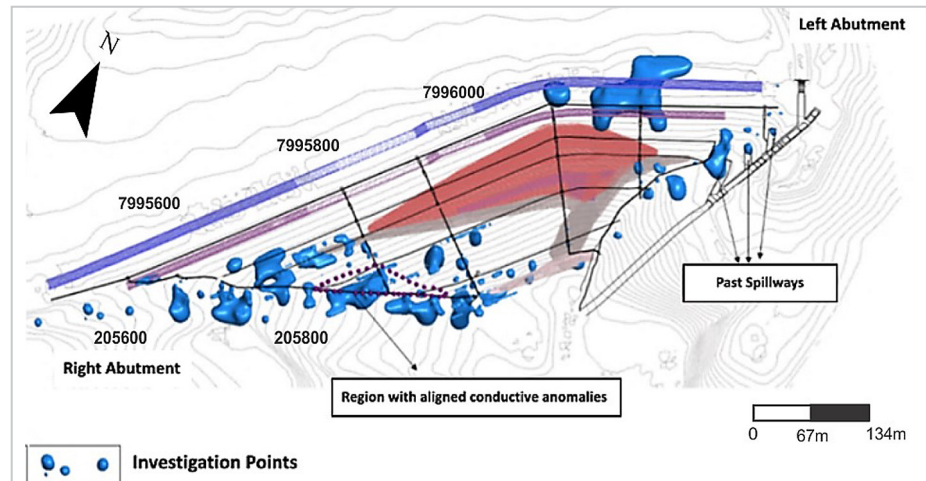 Left Abutment
N
7996000
7995800
7995600
Past Spillways
205600
205800
Right Abutment
Region with aligned conductive anomalies
0 67m 134m
Investigation Points